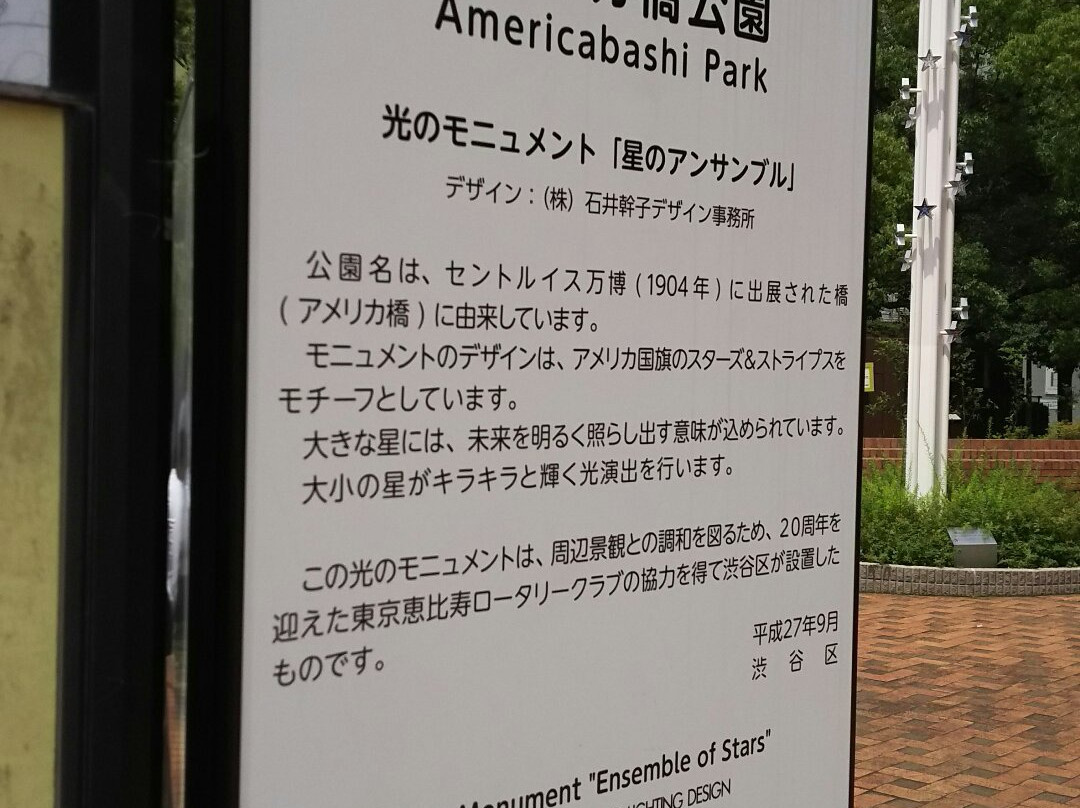 橋公園
Americabashi Park
光のモニュメント「星のアンサンブル」
デザイン：（株）石井幹子デザイン事務所
公園名は、セントルイス万博（1904年）に出展された橋
（アメリカ橋）に由来しています。
モニュメントのデザインは、アメリカ国旗のスターズ&ストライプスを
モチーフとしています。
大きな星には、未来を明るく照らし出す意味が込められています。
大小の星がキラキラと輝く光演出を行います。
この光のモニュメントは、周辺景観との調和を図るため、20周年を
迎えた東京恵比寿ロータリークラブの協力を得て渋谷区が設置した
ものです。
平成27年9月
渋谷区
Monument "Ensemble of Stars"
LIGHTING DESIGN